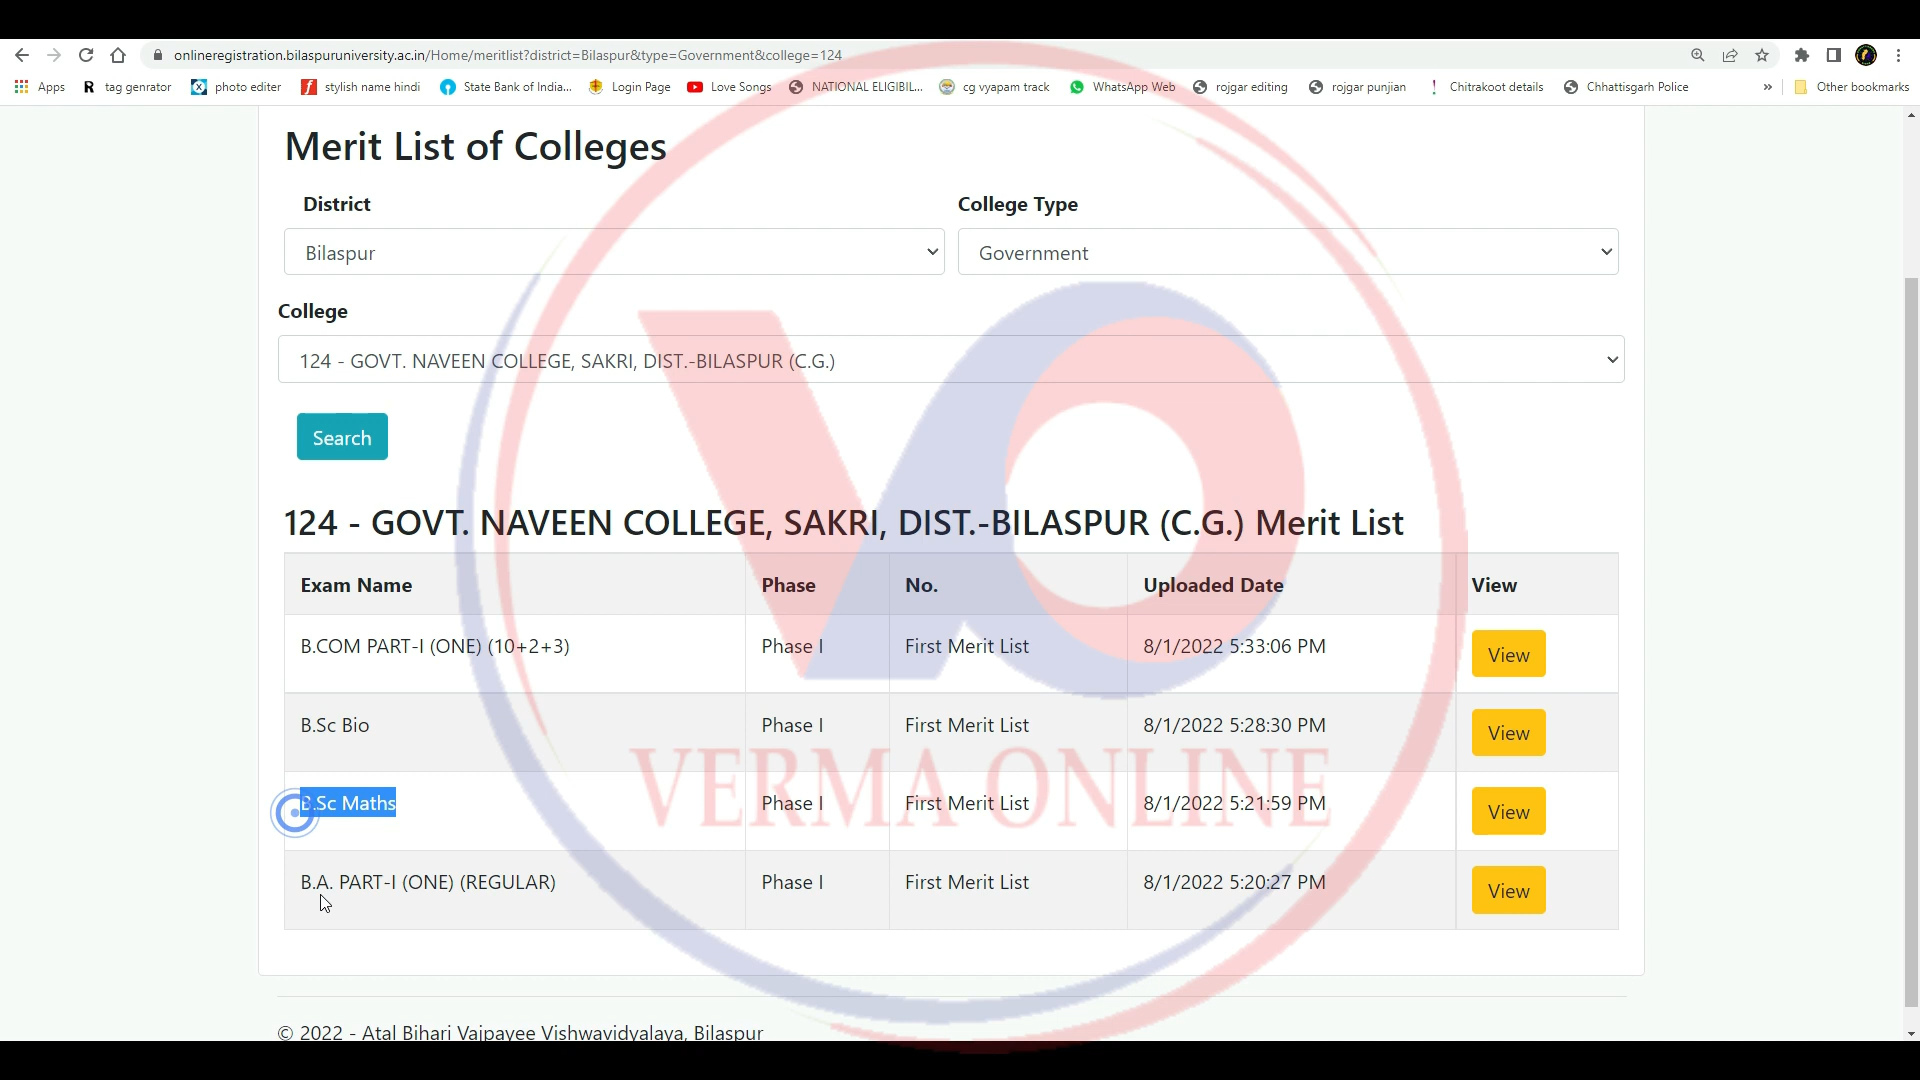 onlineregistration.bilaspuruniversity.ac.in/Home/meritlist?district=Bilaspur&type=Government&college=124
Apps tag genrator photo editer stylish name hindi State Bank of India... Login Page Love Songs NATIONAL ELIGIBIL... cg vyapam track WhatsApp Web rojgar editing rojgar punjian Chitrakoot details Chhattisgarh Police » Other bookmarks
Merit List of Colleges
District College Type
Bilaspur Government
College
124 - GOVT. NAVEEN COLLEGE, SAKRI, DIST.-BILASPUR (C.G.)
Search
124 - GOVT. NAVEEN COLLEGE, SAKRI, DIST.-BILASPUR (C.G.) Merit List
Exam Name Phase No. Uploaded Date View
B.COM PART-I (ONE) (10+2+3) Phase I First Merit List 8/1/2022 5:33:06 PM View
B.Sc Bio Phase I First Merit List 8/1/2022 5:28:30 PM View
VERMA ONLINE
B.Sc Maths Phase I First Merit List 8/1/2022 5:21:59 PM View
B.A. PART-I (ONE) (REGULAR) Phase I First Merit List 8/1/2022 5:20:27 PM View
© 2022 - Atal Bihari Vajpayee Vishwavidyalaya, Bilaspur